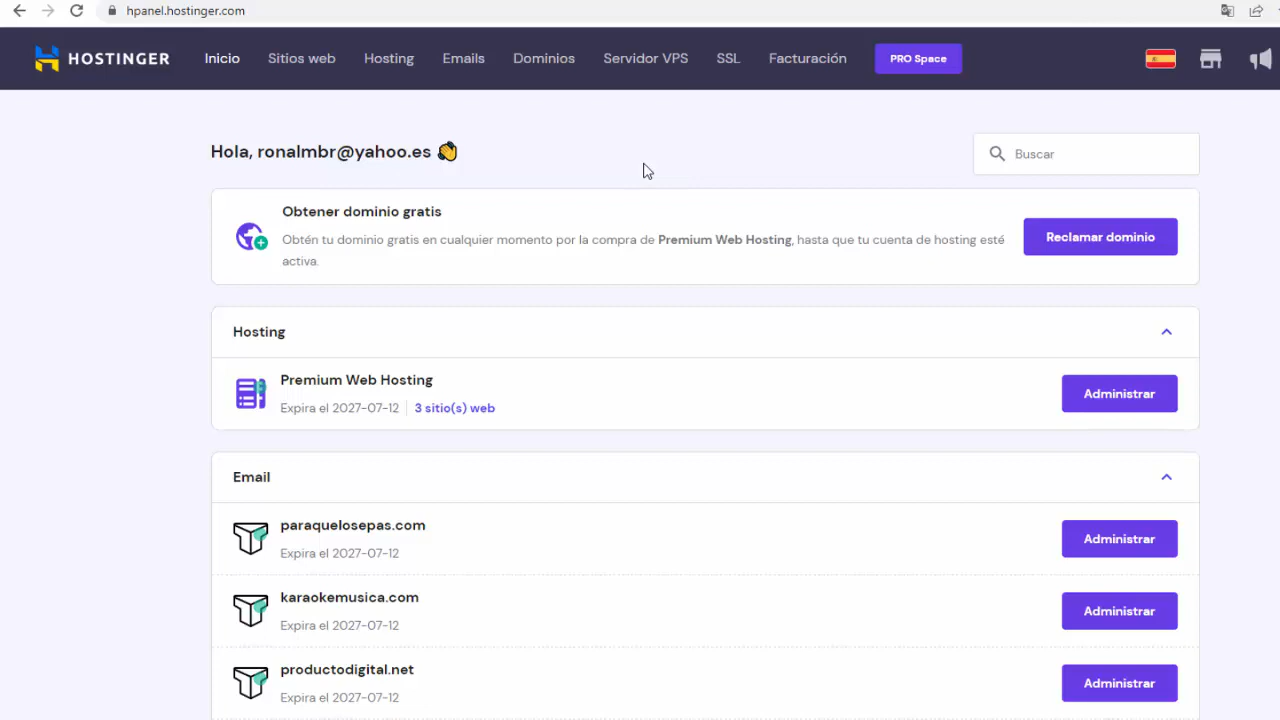 hpanel.hostinger.com
HOSTINGER
Inicio
Sitios web
Hosting
Emails
Dominios
Servidor VPS
SSL
Facturación
PRO Space
Hola, ronalmbr@yahoo.es
Buscar
Obtener dominio gratis
Obtén tu dominio gratis en cualquier momento por la compra de Premium Web Hosting, hasta que tu cuenta de hosting esté
activa.
Reclamar dominio
Hosting
Premium Web Hosting
Expira el 2027-07-12
3 sitio(s) web
Administrar
Email
paraquelosepas.com
Expira el 2027-07-12
Administrar
karaokemusica.com
Expira el 2027-07-12
Administrar
productodigital.net
Expira el 2027-07-12
Administrar